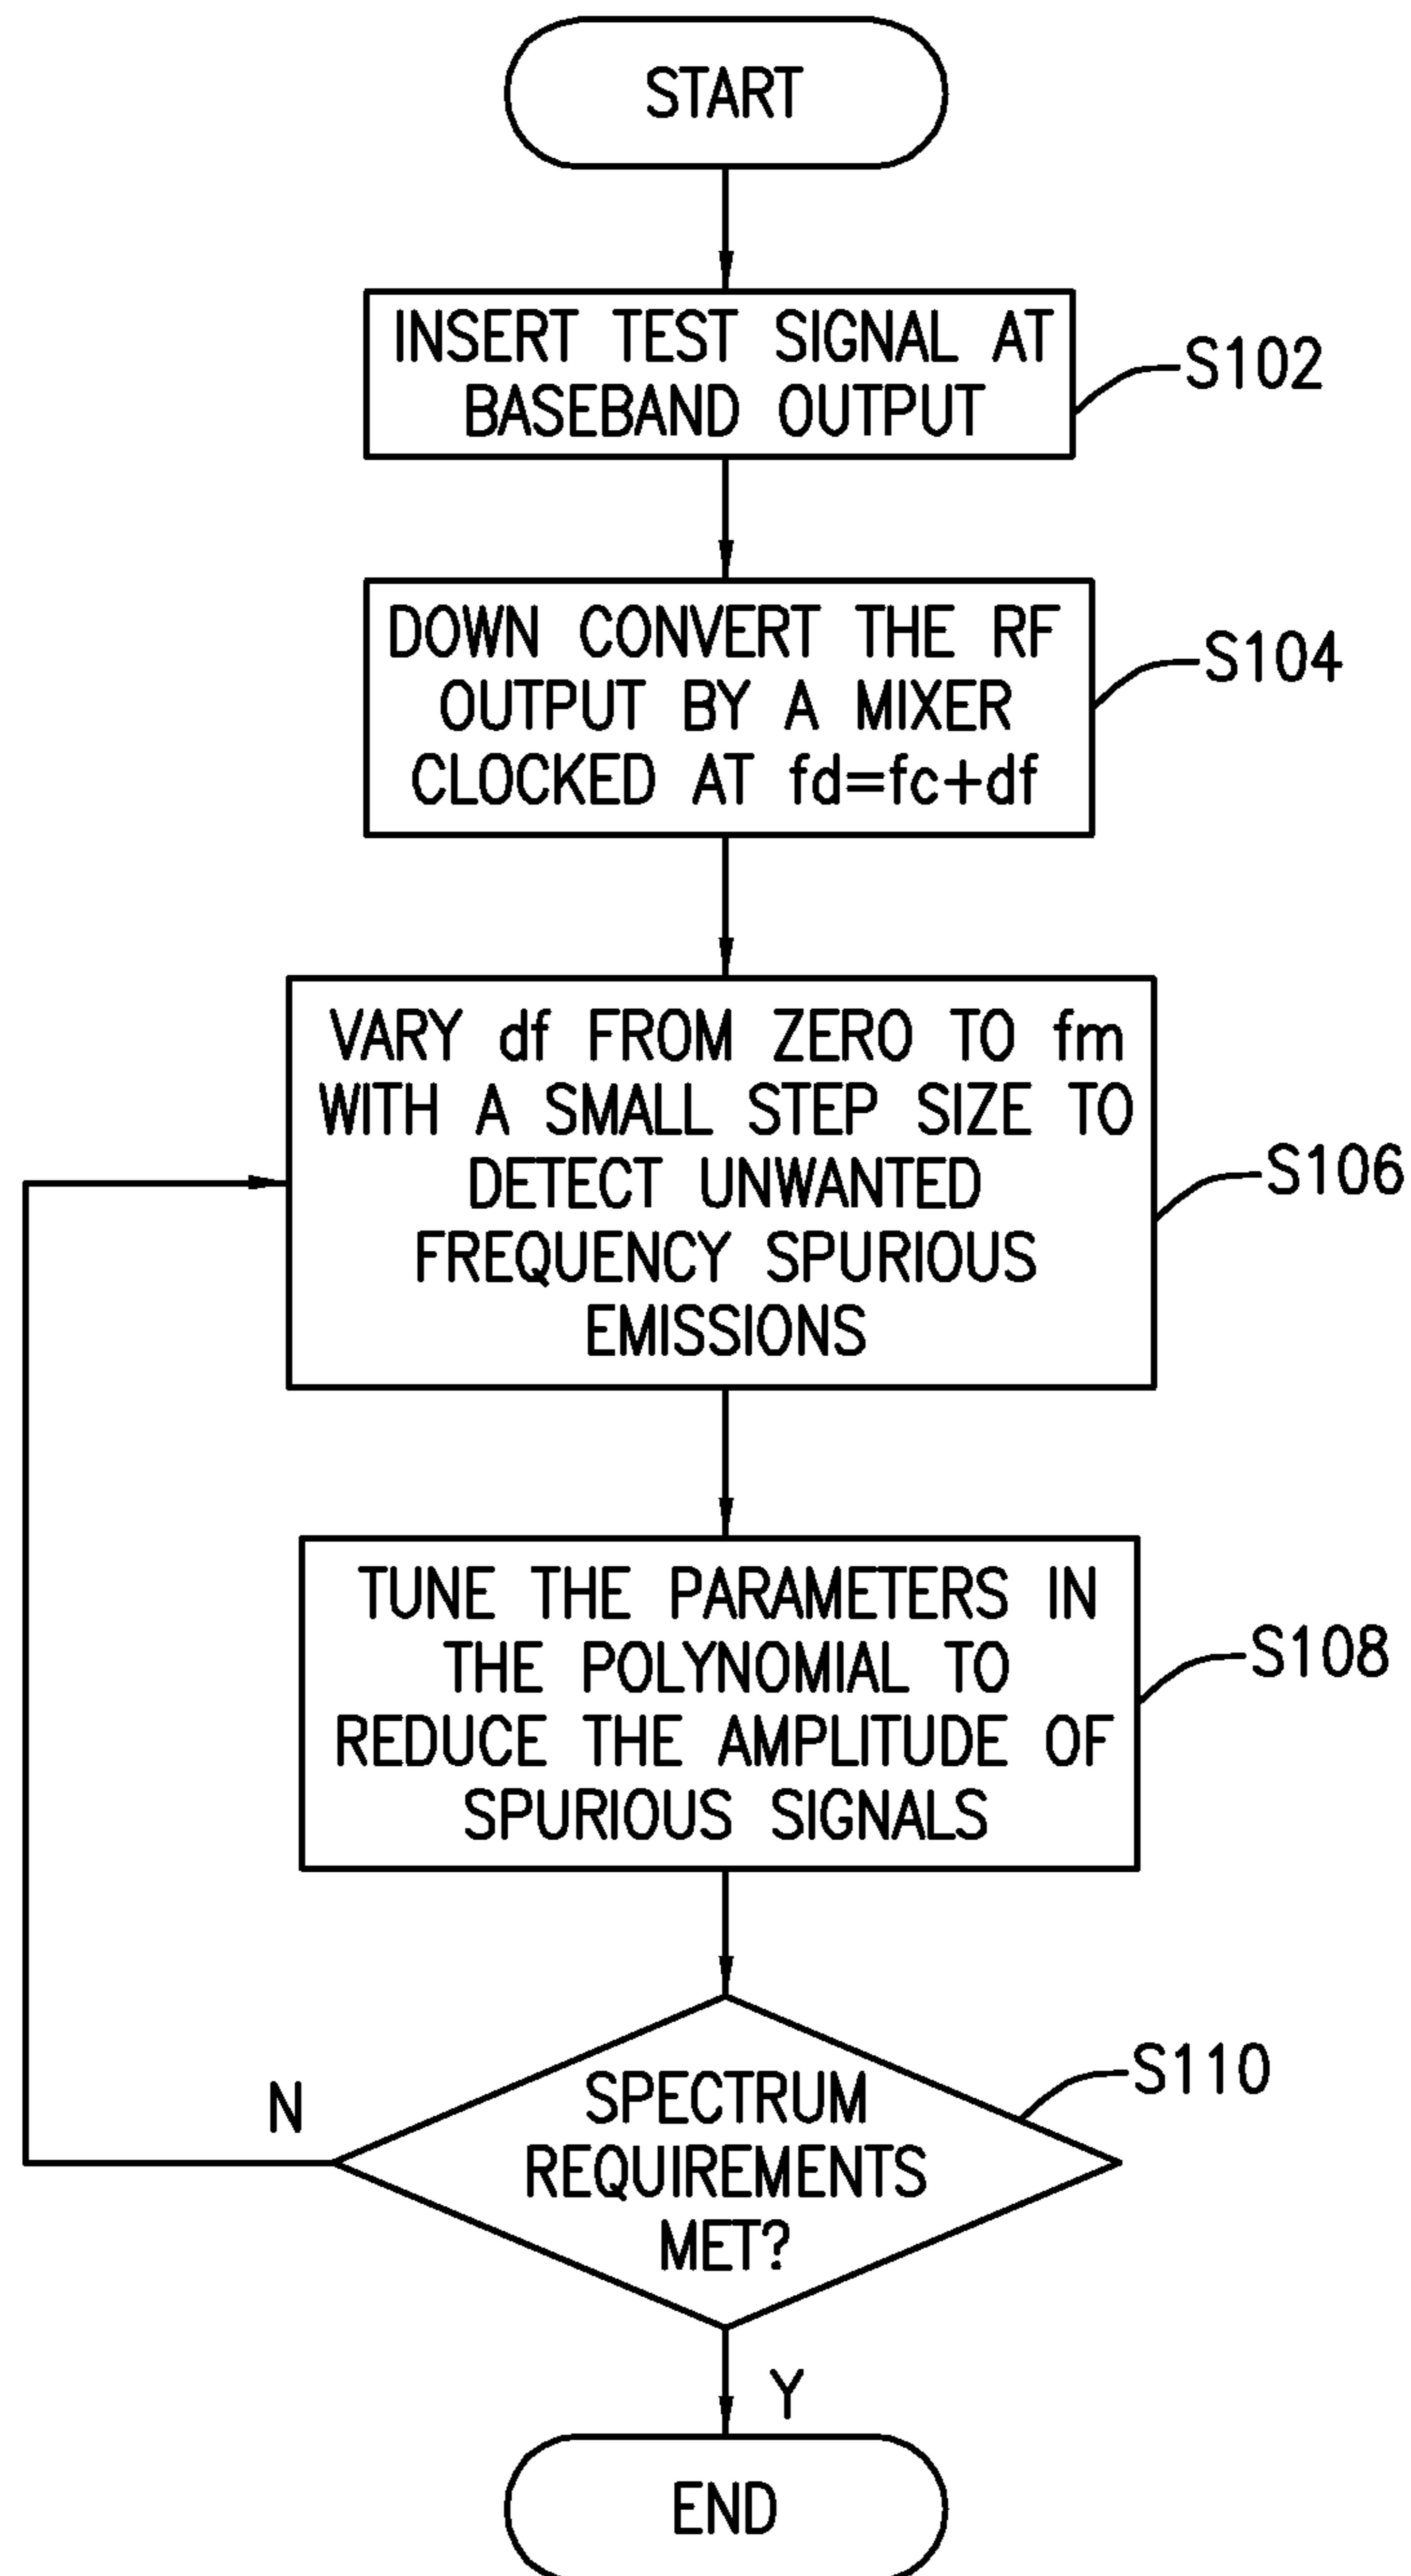 START
INSERT TEST SIGNAL AT
BASEBAND OUTPUT
S102
DOWN CONVERT THE RF
OUTPUT BY A MIXER
CLOCKED AT fd=fc+df
S104
VARY df FROM ZERO TO fm
WITH A SMALL STEP SIZE TO
DETECT UNWANTED
FREQUENCY SPURIOUS
EMISSIONS
S106
TUNE THE PARAMETERS IN
THE POLYNOMIAL TO
REDUCE THE AMPLITUDE OF
SPURIOUS SIGNALS
S108
SPECTRUM
REQUIREMENTS
MET?
S110
N
Y
END